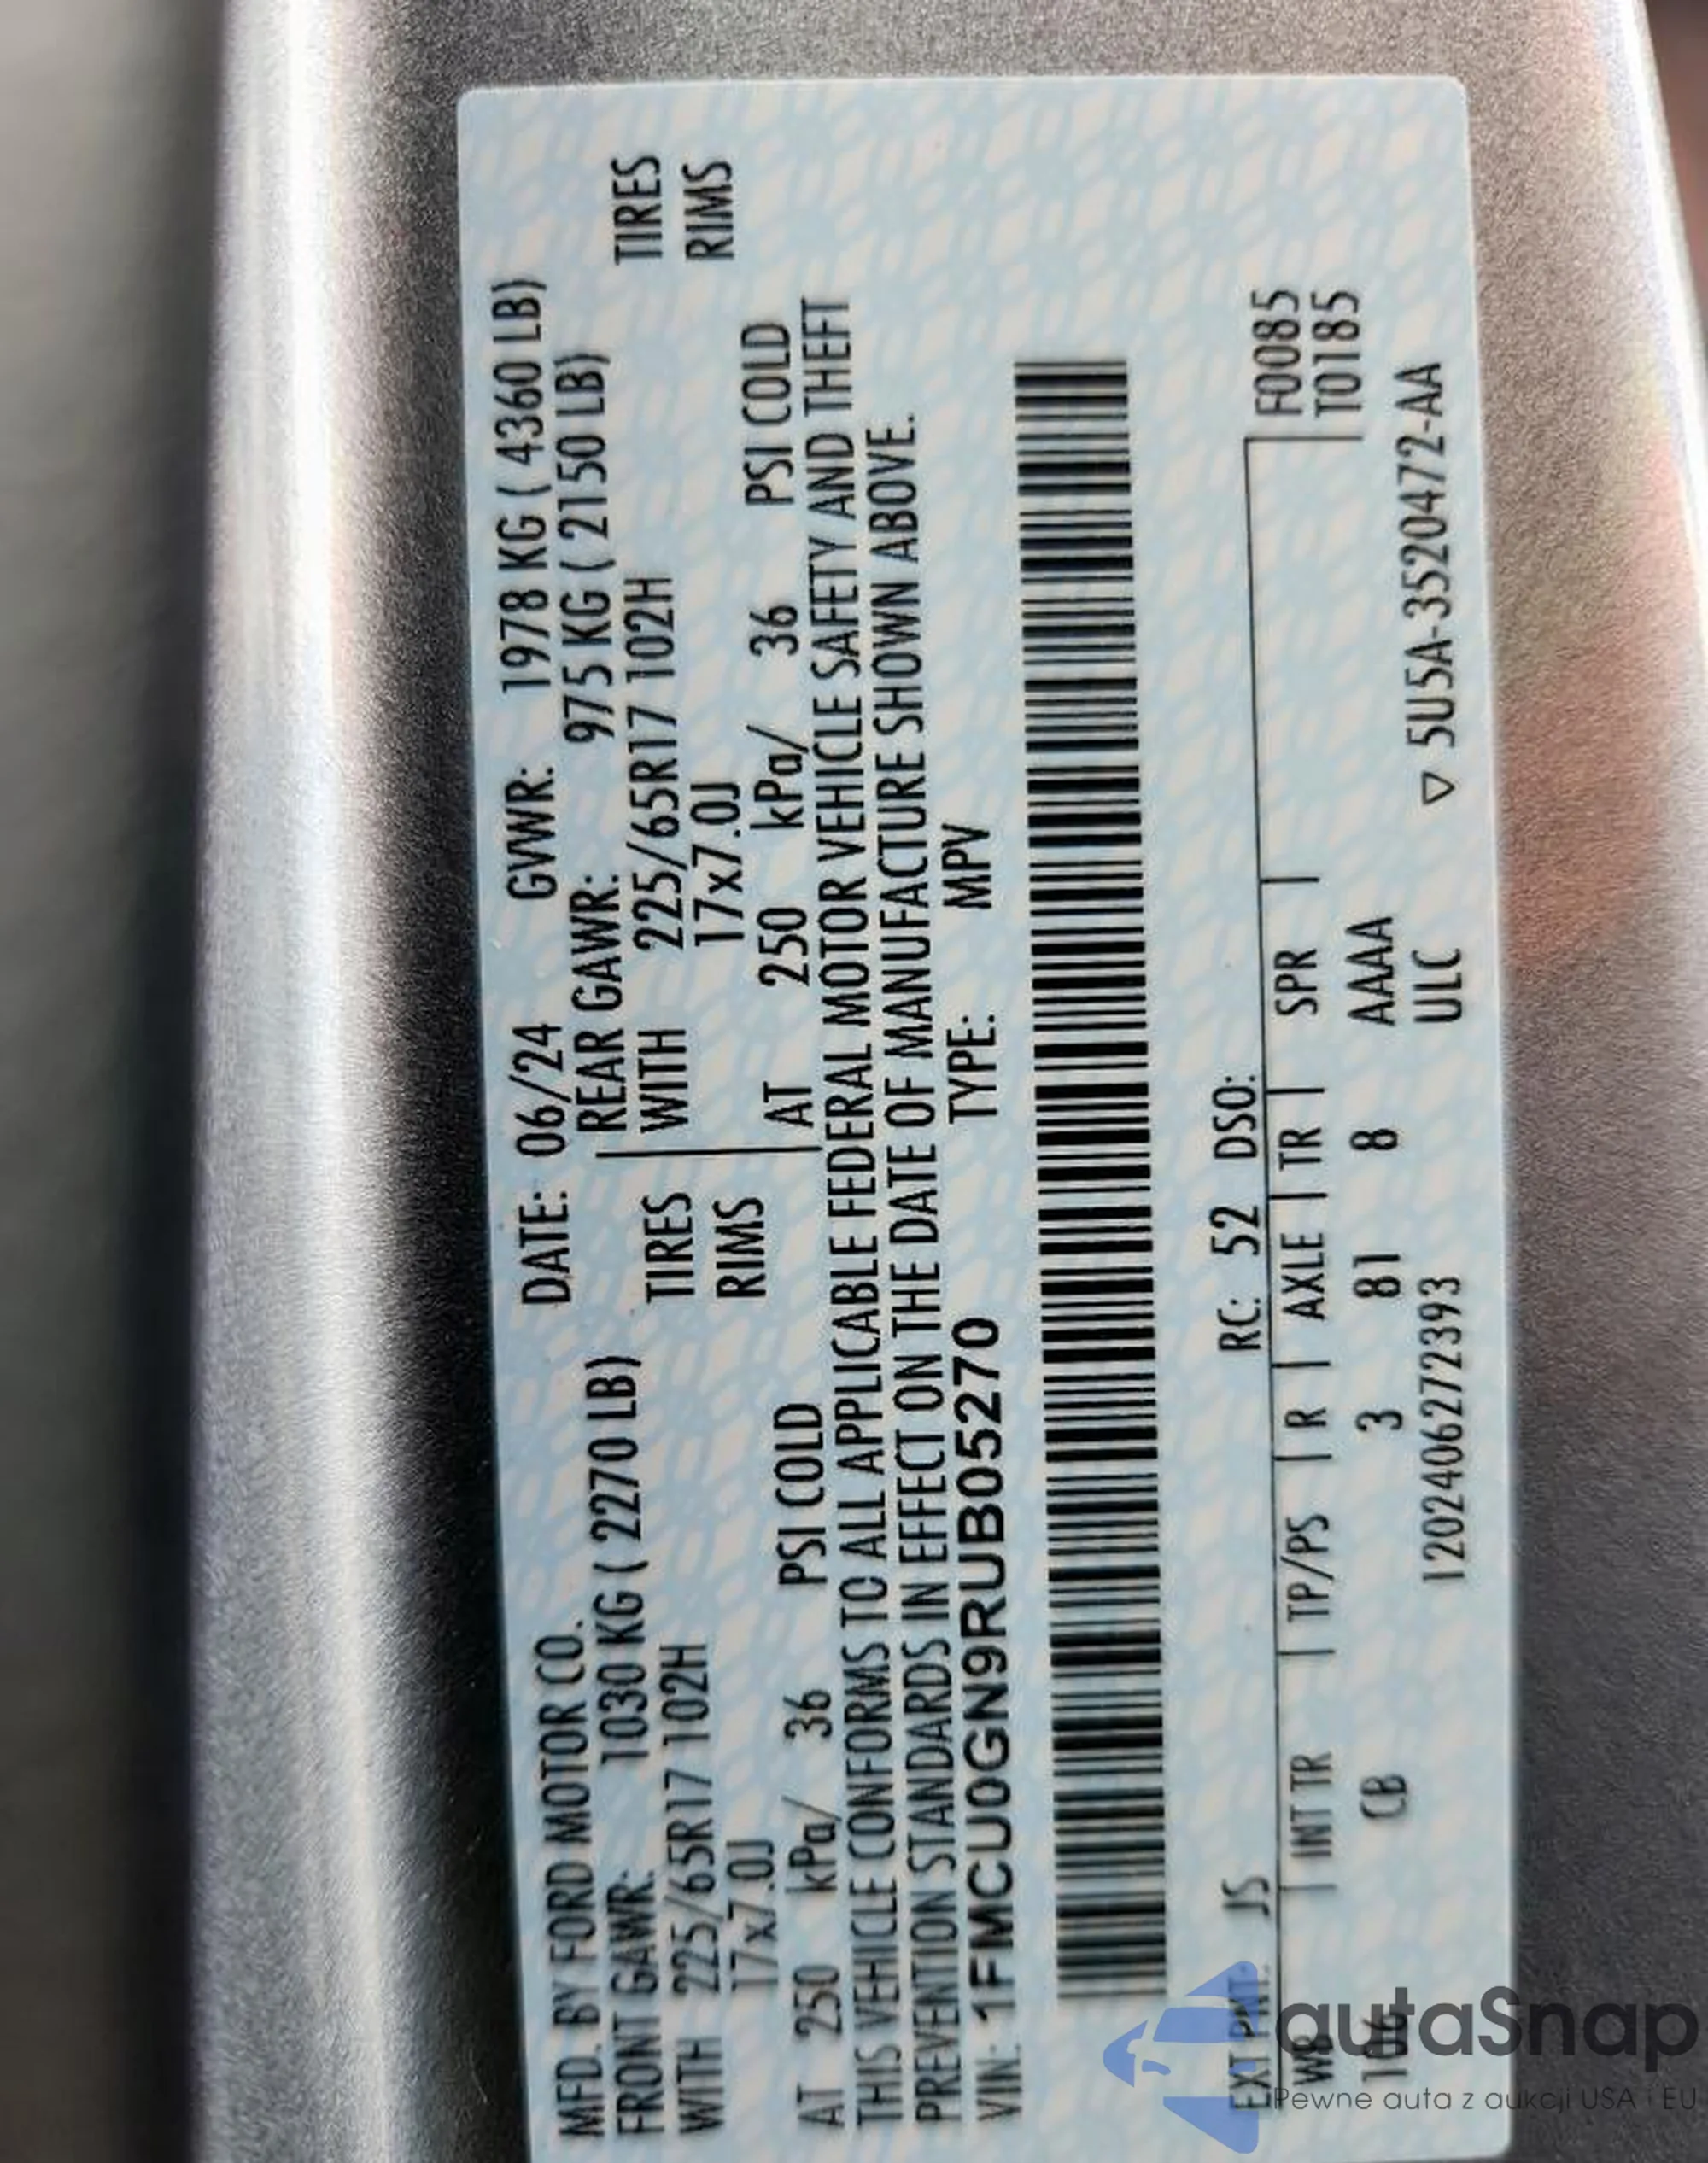 MFD. BY FORD MOTOR CO. DATE: 06/24 GVWR: 1978 KG ( 4360 LB)
FRONT GAWR: 1030 KG ( 2270 LB) REAR GAWR: 975 KG ( 2150 LB)
WITH 225/65R17 102H TIRES WITH 225/65R17 102H TIRES
17x7.0J RIMS 17x7.0J RIMS
AT 250 kPa/ 36 PSI COLD AT 250 kPa/ 36 PSI COLD
THIS VEHICLE CONFORMS TO ALL APPLICABLE FEDERAL MOTOR VEHICLE SAFETY AND THEFT
PREVENTION STANDARDS IN EFFECT ON THE DATE OF MANUFACTURE SHOWN ABOVE.
VIN: 1FMCU0GN9RUB05270 TYPE: MPV
EXT PNT: JS RC: 52 DSO: F0085
WB INT TR TP/PS R AXLE TR SPR T0185
106 CB 3 81 8 AAAA
1202406272393 ULC ▽ 5U5A-3520472-AA
autaSnap
Pewne auta z aukcji USA i EU